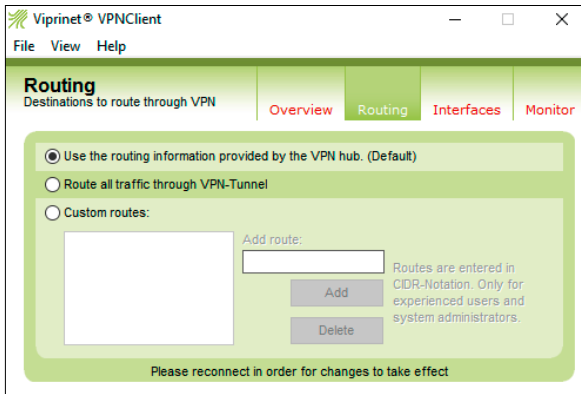 Viprinet® VPNClient
File View Help
Routing
Destinations to route through VPN
Overview Routing Interfaces Monitor
Use the routing information provided by the VPN hub. (Default)
Route all traffic through VPN-Tunnel
Custom routes:
Add route:
Routes are entered in
CIDR-Notation. Only for
experienced users and
system administrators.
Add
Delete
Please reconnect in order for changes to take effect